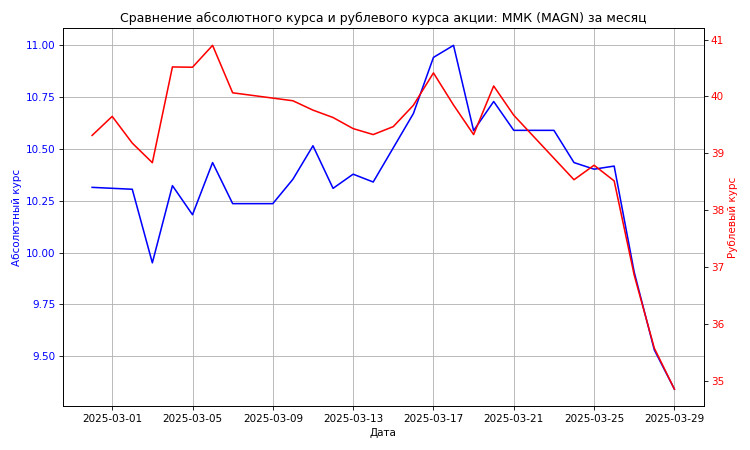 Сравнение абсолютного курса и рублевого курса акции: ММК (MAGN) за месяц
11.00
10.75
10.50
10.25
10.00
9.75
9.50
Абсолютный курс
41
40
39
38
37
36
35
Рублевый курс
2025-03-01 2025-03-05 2025-03-09 2025-03-13 2025-03-17 2025-03-21 2025-03-25 2025-03-29
Дата